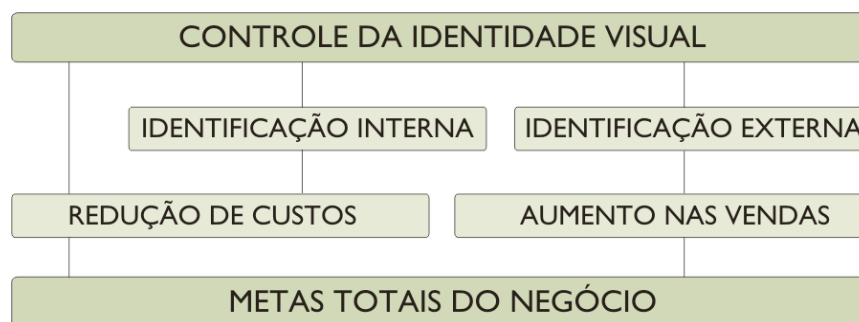 CONTROLE DA IDENTIDADE VISUAL
IDENTIFICAÇÃO INTERNA
IDENTIFICAÇÃO EXTERNA
REDUÇÃO DE CUSTOS
AUMENTO NAS VENDAS
METAS TOTAIS DO NEGÓCIO